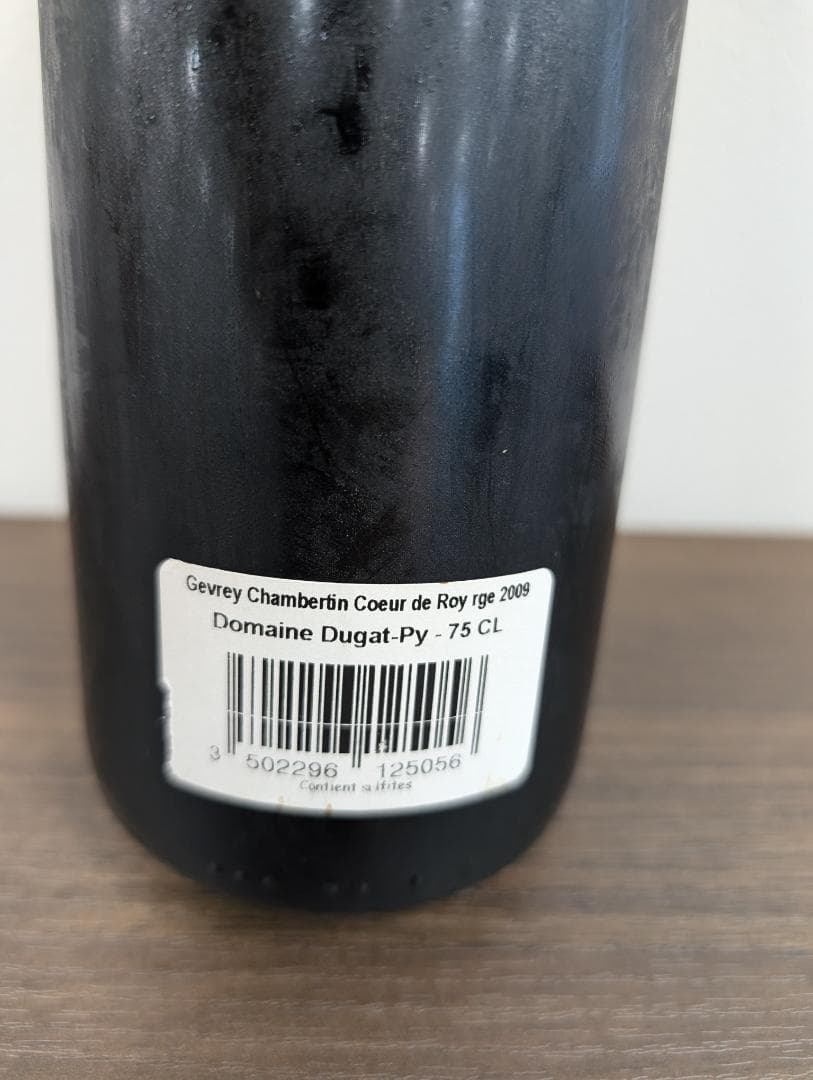 Gevrey Chambertin Coeur de Roy rge 2009
Domaine Dugat-Py - 75 CL
3 502296 125056
Contient sulfites